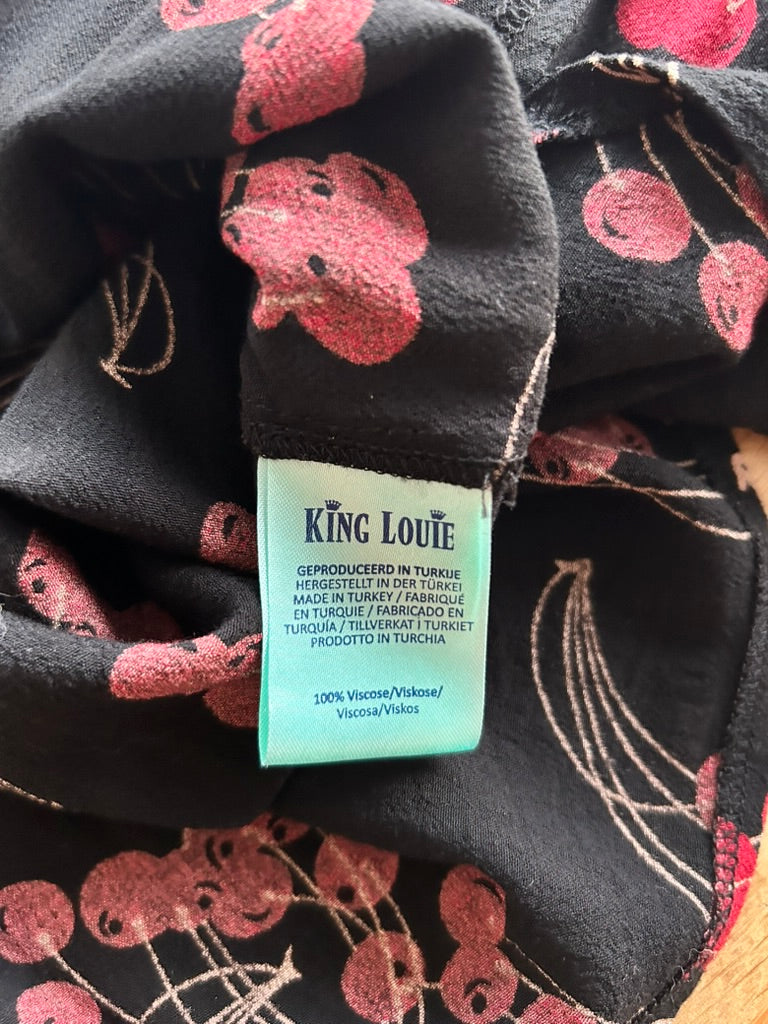 KING LOUIE
GEPRODUCEERD IN TURKIJE
HERGESTELLT IN DER TÜRKEI
MADE IN TURKEY / FABRIQUÉ
EN TURQUIE / FABRICADO EN
TURQUÍA / TILLVERKAT I TURKIET
PRODOTTO IN TURCHIA
100% Viscose/Viskose/
Viscosa/Viskos